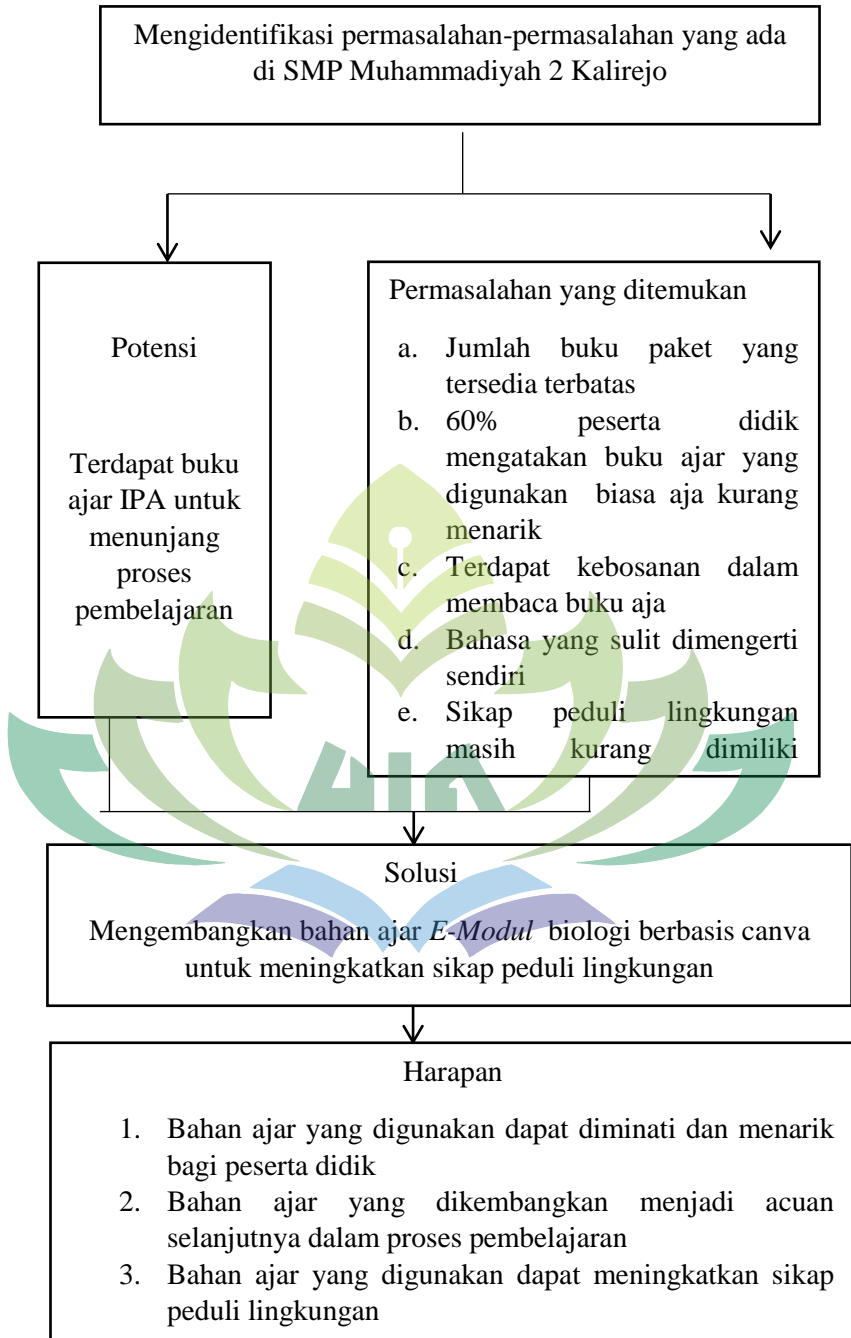 Mengidentifikasi permasalahan-permasalahan yang ada
di SMP Muhammadiyah 2 Kalirejo
Potensi
Terdapat buku
ajar IPA untuk
menunjang
proses
pembelajaran
Permasalahan yang ditemukan
a. Jumlah buku paket yang
tersedia terbatas
b. 60% peserta didik
mengatakan buku ajar yang
digunakan biasa aja kurang
menarik
c. Terdapat kebosanan dalam
membaca buku aja
d. Bahasa yang sulit dimengerti
sendiri
e. Sikap peduli lingkungan
masih kurang dimiliki
Solusi
Mengembangkan bahan ajar E-Modul biologi berbasis canva
untuk meningkatkan sikap peduli lingkungan
Harapan
1. Bahan ajar yang digunakan dapat diminati dan menarik
bagi peserta didik
2. Bahan ajar yang dikembangkan menjadi acuan
selanjutnya dalam proses pembelajaran
3. Bahan ajar yang digunakan dapat meningkatkan sikap
peduli lingkungan